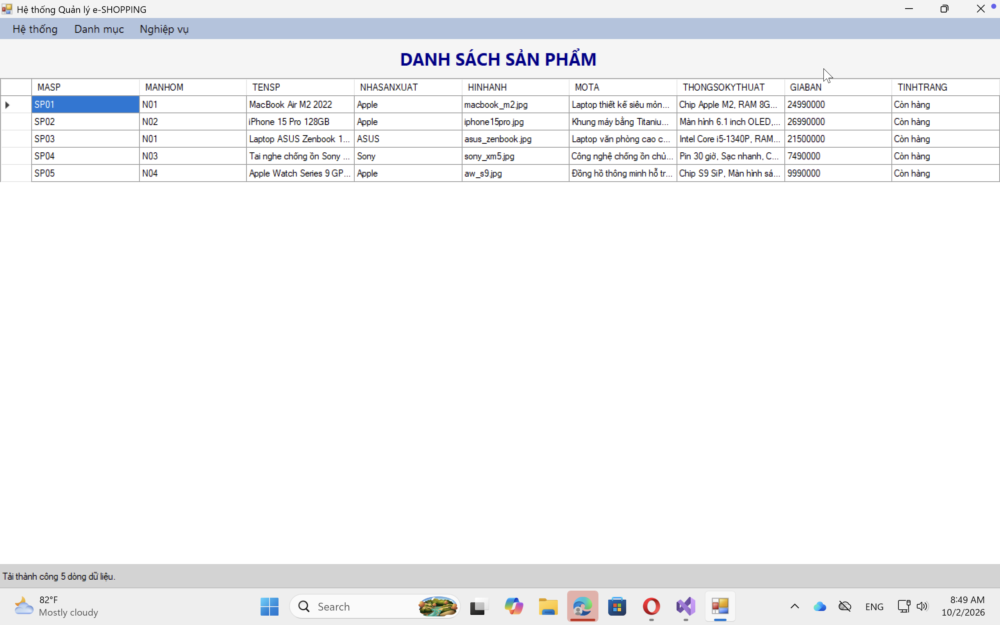 Hệ thống Quản lý e-SHOPPING
Hệ thống Danh mục Nghiệp vụ
DANH SÁCH SẢN PHẨM
MASP MANHOM TENSP NHASANXUAT HINHANH MOTA THONGSOKYTHUAT GIABAN TINHTRANG
SP01 N01 MacBook Air M2 2022 Apple macbook_m2.jpg Laptop thiết kế siêu mỏn... Chip Apple M2, RAM 8G... 24990000 Còn hàng
SP02 N02 iPhone 15 Pro 128GB Apple iphone15pro.jpg Khung máy bằng Titaniu... Màn hình 6.1 inch OLED,... 26990000 Còn hàng
SP03 N01 Laptop ASUS Zenbook 1... ASUS asus_zenbook.jpg Laptop văn phòng cao c... Intel Core i5-1340P, RAM... 21500000 Còn hàng
SP04 N03 Tai nghe chống ồn Sony ... Sony sony_xm5.jpg Công nghệ chống ồn chủ... Pin 30 giờ, Sạc nhanh, C... 7490000 Còn hàng
SP05 N04 Apple Watch Series 9 GP... Apple aw_s9.jpg Đồng hồ thông minh hỗ tr... Chip S9 SiP, Màn hình sá... 9990000 Còn hàng
Tải thành công 5 dòng dữ liệu.
82°F
Mostly cloudy
Search
ENG
8:49 AM
10/2/2026